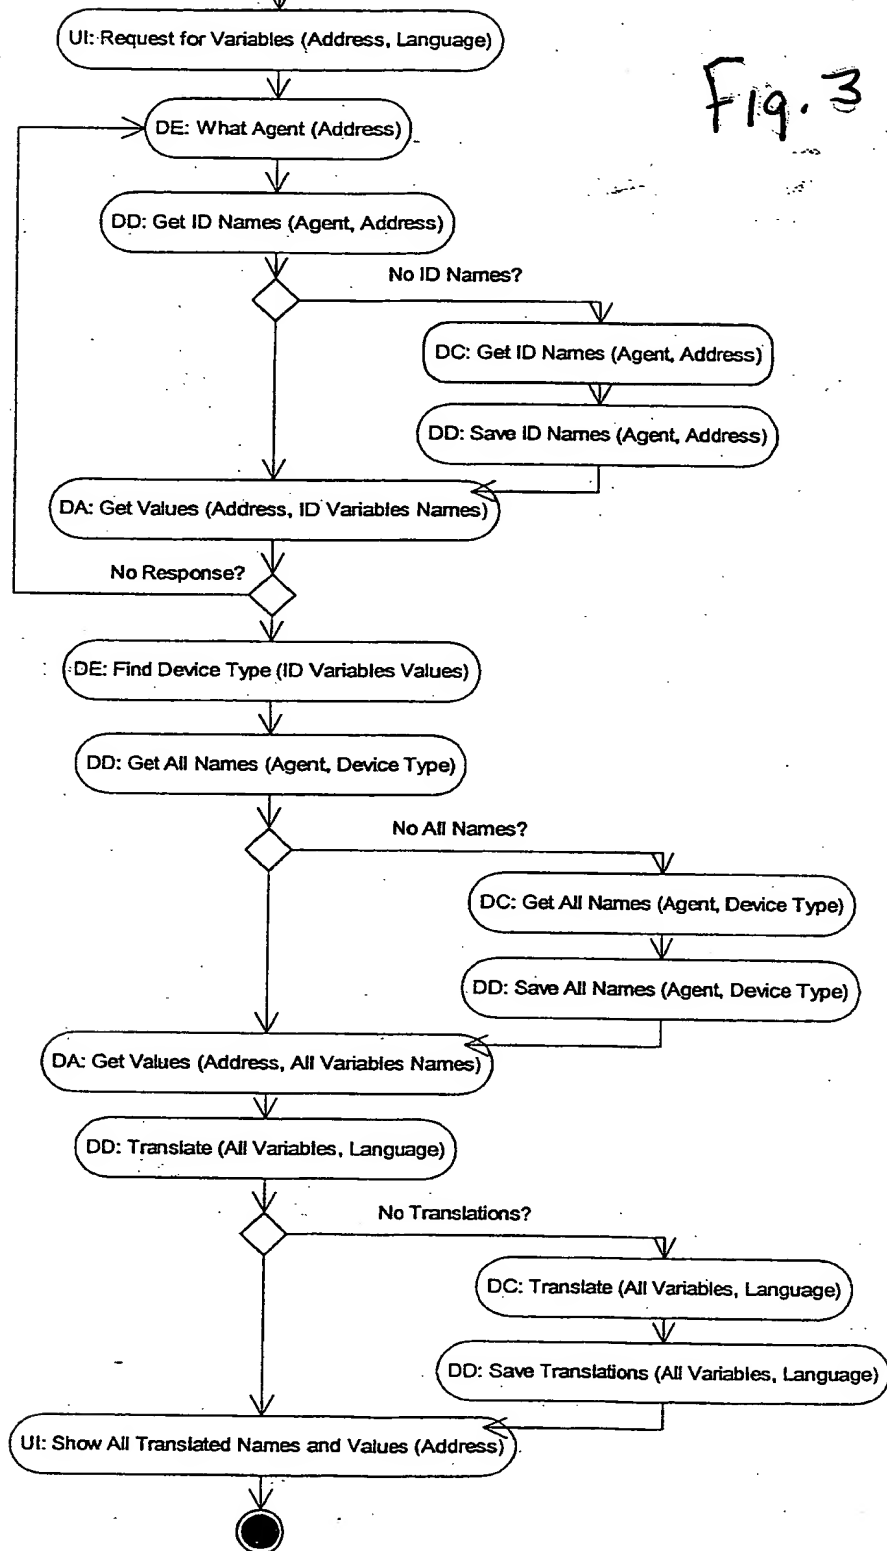 UI: Request for Variables (Address, Language)
Fig. 3
DE: What Agent (Address)
DD: Get ID Names (Agent, Address)
No ID Names?
DC: Get ID Names (Agent, Address)
DD: Save ID Names (Agent, Address)
DA: Get Values (Address, ID Variables Names)
No Response?
DE: Find Device Type (ID Variables Values)
DD: Get All Names (Agent, Device Type)
No All Names?
DC: Get All Names (Agent, Device Type)
DD: Save All Names (Agent, Device Type)
DA: Get Values (Address, All Variables Names)
DD: Translate (All Variables, Language)
No Translations?
DC: Translate (All Variables, Language)
DD: Save Translations (All Variables, Language)
UI: Show All Translated Names and Values (Address)